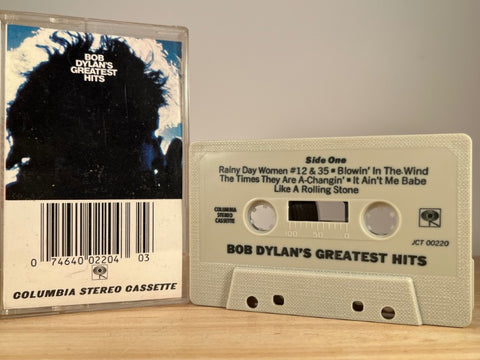 BOB
DYLAN'S
GREATEST
HITS
0 74640 02204 03
COLUMBIA STEREO CASSETTE
Side One
Rainy Day Women #12 & 35 • Blowin' In The Wind
The Times They Are A-Changin' • It Ain't Me Babe
Like A Rolling Stone
COLUMBIA
STEREO
CASSETTE
100 50 0
JCT 00220
BOB DYLAN'S GREATEST HITS